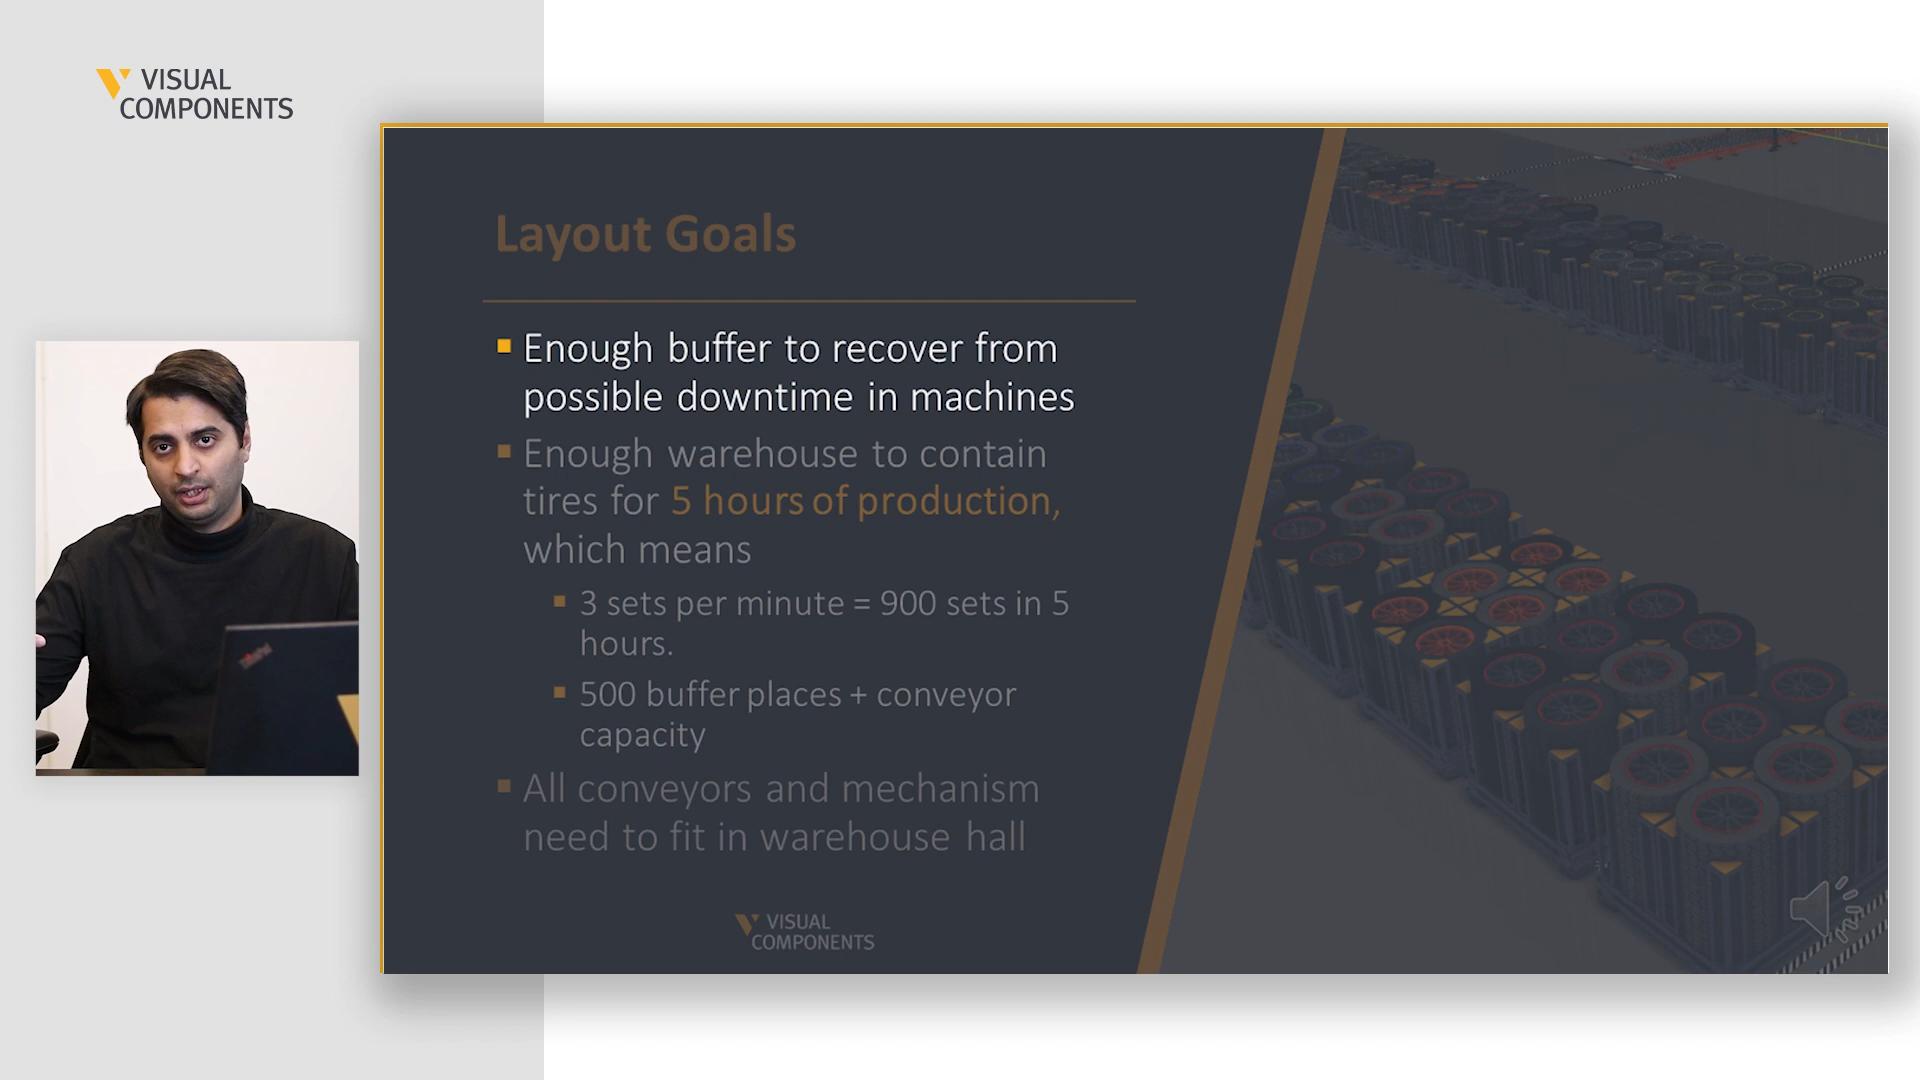 VISUAL
COMPONENTS
Layout Goals
Enough buffer to recover from
possible downtime in machines
Enough warehouse to contain
tires for 5 hours of production,
which means
3 sets per minute = 900 sets in 5
hours.
500 buffer places + conveyor
capacity
All conveyors and mechanism
need to fit in warehouse hall
VISUAL
COMPONENTS